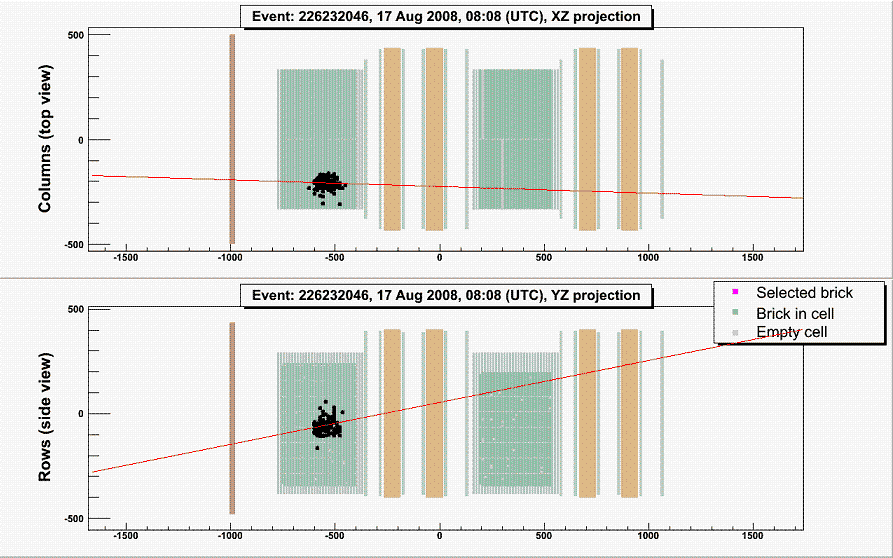 Event: 226232046, 17 Aug 2008, 08:08 (UTC), XZ projection
Columns (top view)
500
0
-500
-1500 -1000 -500 0 500 1000 1500
Event: 226232046, 17 Aug 2008, 08:08 (UTC), YZ projection
Selected brick
Brick in cell
Empty cell
Rows (side view)
500
0
-500
-1500 -1000 -500 0 500 1000 1500